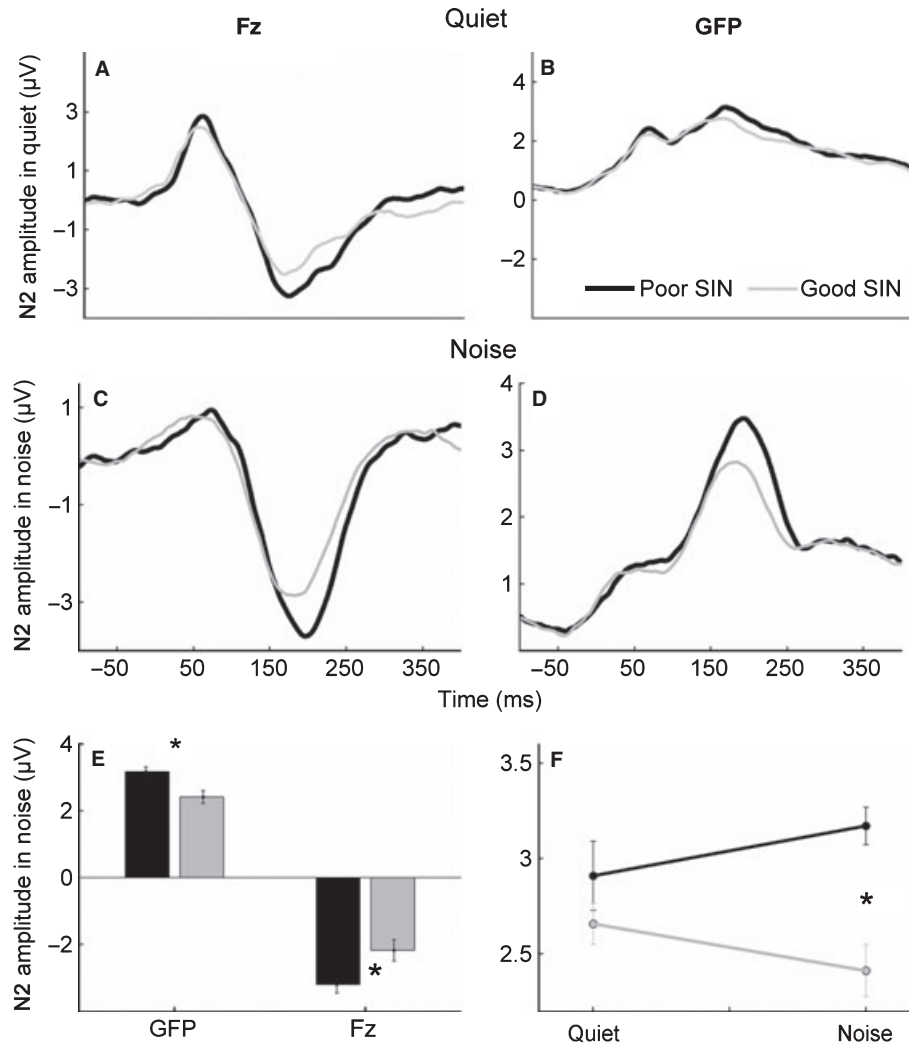 Quiet
Fz
GFP
A
B
N2 amplitude in quiet (µV)
3
1
−1
−3
4
2
0
−2
Poor SIN
Good SIN
Noise
C
D
N2 amplitude in noise (µV)
1
−1
−3
4
3
2
1
−50 50 150 250 350
−50 50 150 250 350
Time (ms)
E
F
N2 amplitude in noise (µV)
4
2
0
−2
*
*
GFP
Fz
3.5
3
2.5
*
Quiet
Noise